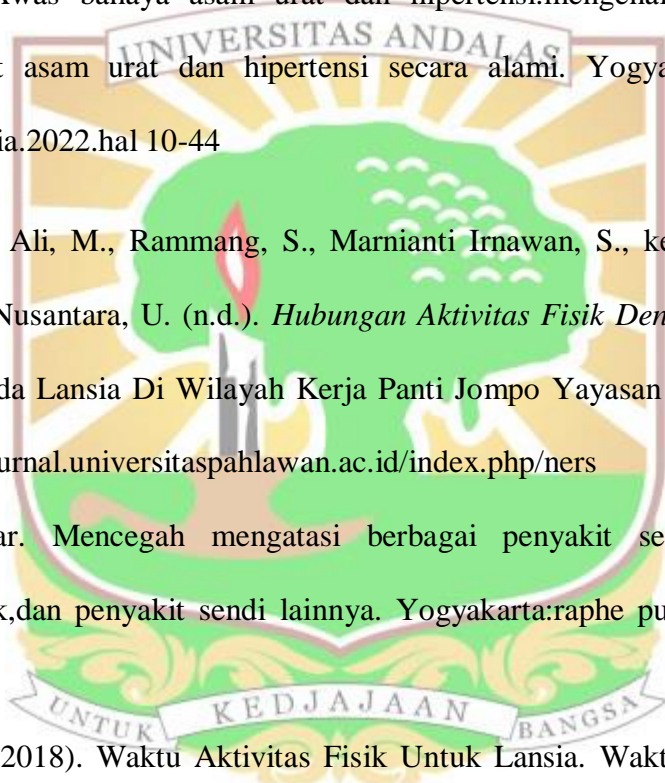 Awas bahaya asam urat dan hipertensi.mengenal
UNIVERSITAS ANDALAS
t asam urat dan hipertensi secara alami. Yogya
ia.2022.hal 10-44
Ali, M., Rammang, S., Marnianti Irnawan, S., ke
Nusantara, U. (n.d.). Hubungan Aktivitas Fisik Den
da Lansia Di Wilayah Kerja Panti Jompo Yayasan
urnal.universitaspahlawan.ac.id/index.php/ners
ar. Mencegah mengatasi berbagai penyakit se
k,dan penyakit sendi lainnya. Yogyakarta:raphe pu
UNTUK KEDJAJAAN BANGSA
2018). Waktu Aktivitas Fisik Untuk Lansia. Wakt